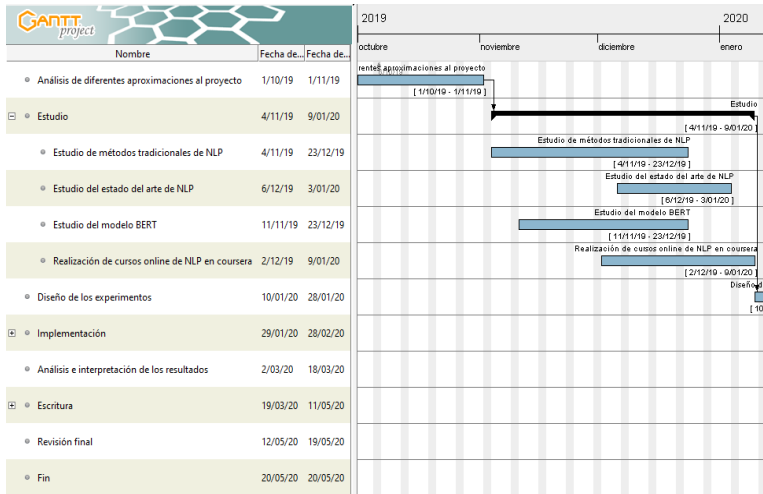 GANTT
project
2019
2020
Nombre
Fecha de...
Fecha de...
octubre
noviembre
diciembre
enero
Análisis de diferentes aproximaciones al proyecto 1/10/19 1/11/19
rentes aproximaciones al proyecto
[ 1/10/19 - 1/11/19 ]
Estudio 4/11/19 9/01/20
Estudio
[ 4/11/19 - 9/01/20 ]
Estudio de métodos tradicionales de NLP 4/11/19 23/12/19
Estudio de métodos tradicionales de NLP
[ 4/11/19 - 23/12/19 ]
Estudio del estado del arte de NLP 6/12/19 3/01/20
Estudio del estado del arte de NLP
[ 6/12/19 - 3/01/20 ]
Estudio del modelo BERT 11/11/19 23/12/19
Estudio del modelo BERT
[ 11/11/19 - 23/12/19 ]
Realización de cursos online de NLP en coursera 2/12/19 9/01/20
Realización de cursos online de NLP en coursera
[ 2/12/19 - 9/01/20 ]
Diseño de los experimentos 10/01/20 28/01/20
Diseño d
[ 10
Implementación 29/01/20 28/02/20
Análisis e interpretación de los resultados 2/03/20 18/03/20
Escritura 19/03/20 11/05/20
Revisión final 12/05/20 19/05/20
Fin 20/05/20 20/05/20